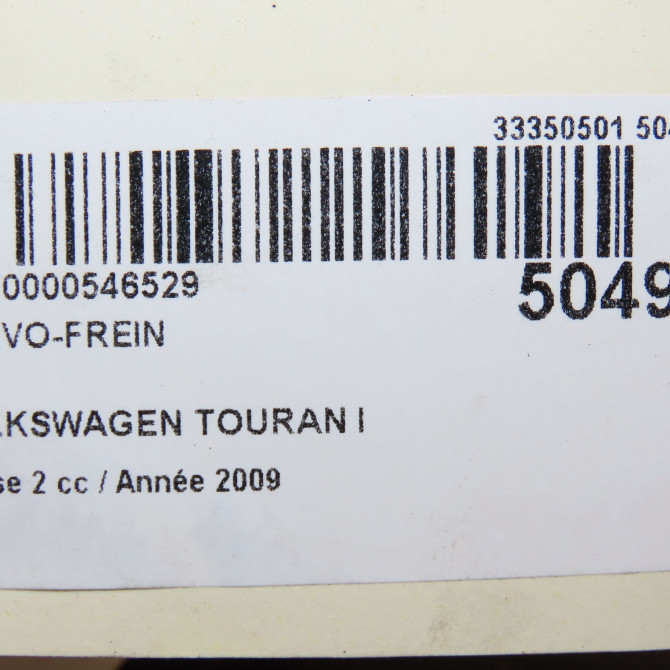 33350501 504
0000546529
5049
VO-FREIN
LKSWAGEN TOURAN I
se 2 cc / Année 2009